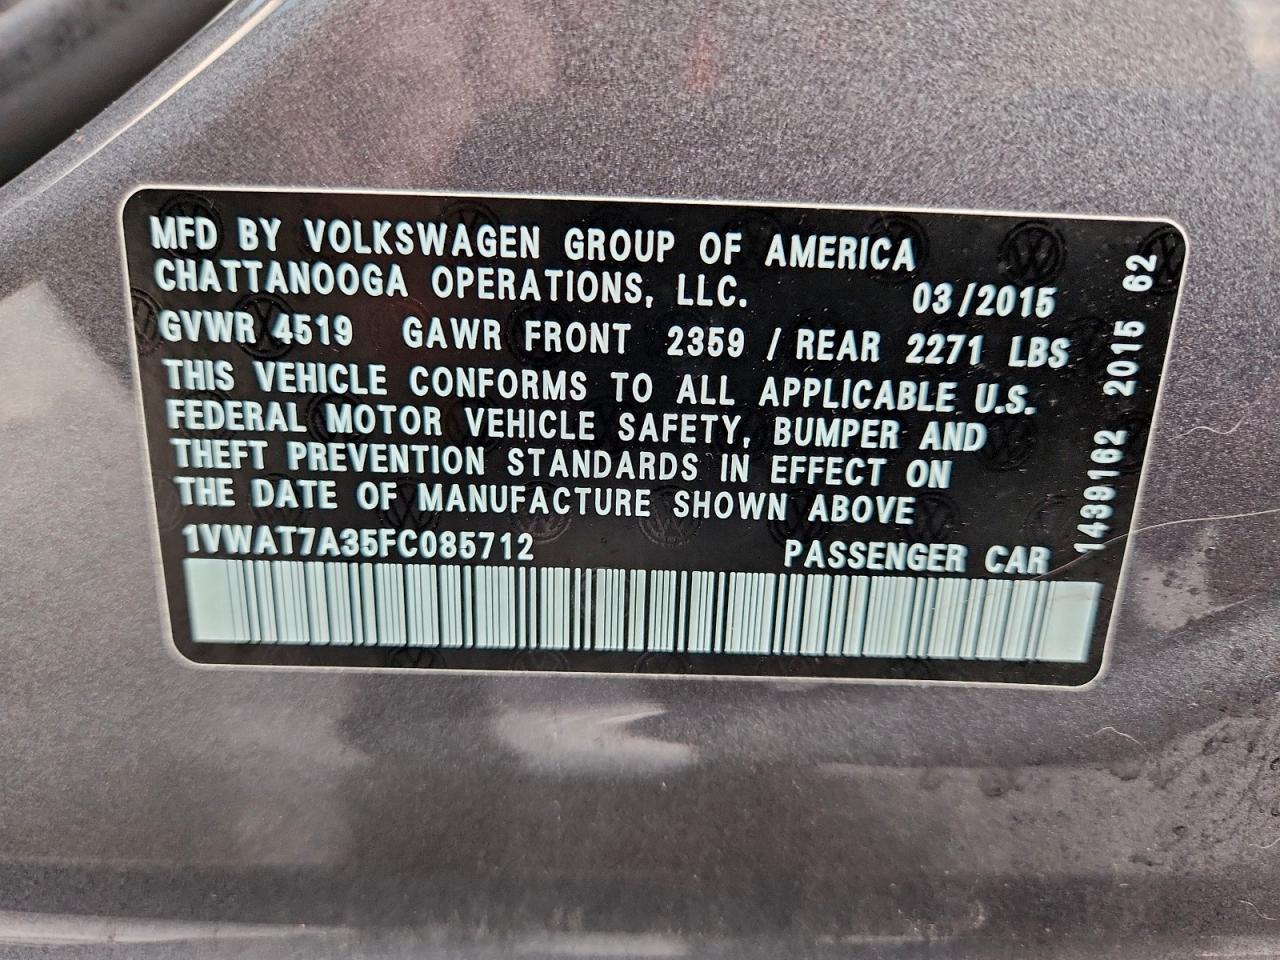 MFD BY VOLKSWAGEN GROUP OF AMERICA
CHATTANOOGA OPERATIONS, LLC. 03/2015
GVWR 4519 GAWR FRONT 2359 / REAR 2271 LBS
THIS VEHICLE CONFORMS TO ALL APPLICABLE U.S.
FEDERAL MOTOR VEHICLE SAFETY, BUMPER AND
THEFT PREVENTION STANDARDS IN EFFECT ON
THE DATE OF MANUFACTURE SHOWN ABOVE
1VWAT7A35FC085712 PASSENGER CAR
1439162 2015 62